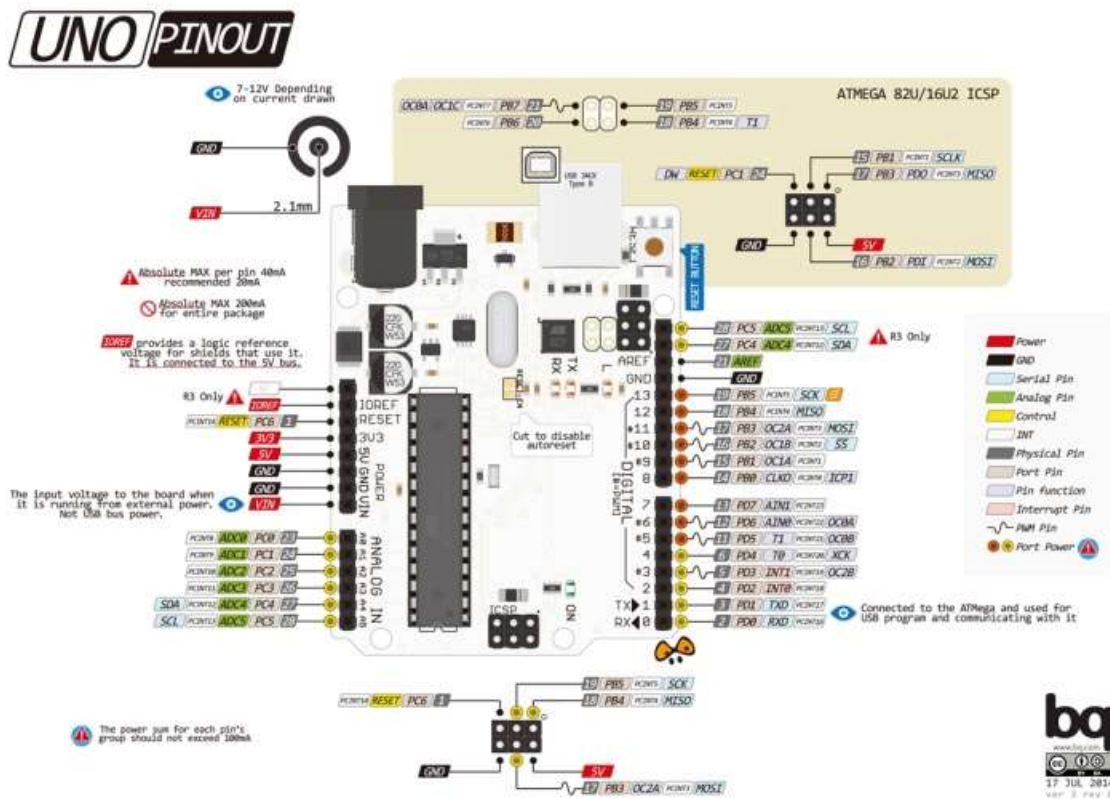 UNO PINOUT
7-12V Depending
on current drawn
GND
VIN
2.1mm
ATMEGA 82U/16U2 ICSP
OC0A OC1C PCINT7 PB7 21
PCINT6 PB6 20
19 PB5 PCINT5
18 PB4 PCINT4 T1
USB JACK
Type B
DW RESET PC1 24
15 PB1 PCINT1 SCLK
17 PB3 PDO PCINT3 MISO
GND
5V
16 PB2 PDI PCINT2 MOSI
RESET
RESET BUTTON
Absolute MAX per pin 40mA
recommended 20mA
Absolute MAX 200mA
for entire package
IOREF provides a logic reference
voltage for shields that use it.
It is connected to the 5V bus.
R3 Only
IOREF
PCINT14 RESET PC6 1
3V3
5V
GND
GND
VIN
The input voltage to the board when
it is running from external power.
Not USB bus power.
PCINT8 ADC0 PC0 23
PCINT9 ADC1 PC1 24
PCINT10 ADC2 PC2 25
PCINT11 ADC3 PC3 26
SDA PCINT12 ADC4 PC4 27
SCL PCINT13 ADC5 PC5 28
220
CFK
W53
220
CFK
W53
IOREF
RESET
3V3
5V
GND
VIN
POWER
A0
A1
A2
A3
A4
A5
ANALOG IN
TX
RX
L
Cut to disable
autoreset
ICSP
ON
AREF
GND
13
12
#11
#10
#9
8
7
#6
#5
4
#3
2
TX 1
RX 0
DIGITAL
28 PC5 ADC5 PCINT13 SCL
27 PC4 ADC4 PCINT12 SDA
R3 Only
21 AREF
GND
19 PB5 PCINT5 SCK
18 PB4 PCINT4 MISO
17 PB3 OC2A PCINT3 MOSI
16 PB2 OC1B PCINT2 SS
15 PB1 OC1A PCINT1
14 PB0 CLKO PCINT0 ICP1
13 PD7 AIN1 PCINT23
12 PD6 AIN0 PCINT22 OC0A
11 PD5 T1 PCINT21 OC0B
6 PD4 T0 PCINT20 XCK
5 PD3 INT1 PCINT19 OC2B
4 PD2 INT0 PCINT18
3 PD1 TXD PCINT17
2 PD0 RXD PCINT16
Connected to the ATMega and used for
USB program and communicating with it
Power
GND
Serial Pin
Analog Pin
Control
INT
Physical Pin
Port Pin
Pin function
Interrupt Pin
PWM Pin
Port Power
PCINT14 RESET PC6 1
19 PB5 PCINT5 SCK
18 PB4 PCINT4 MISO
GND
5V
17 PB3 OC2A PCINT3 MOSI
The power sum for each pin's
group should not exceed 100mA
bq
www.bq.com
17 JUL 2014